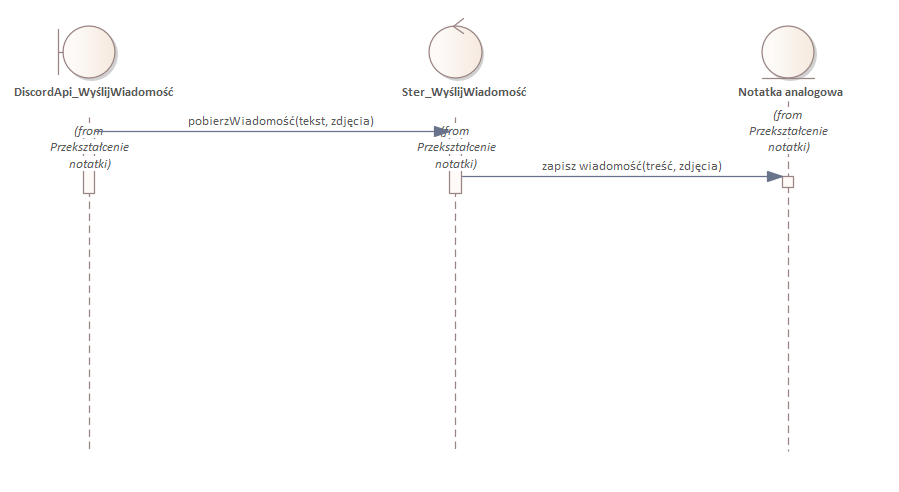 DiscordApi_WyślijWiadomość
Ster_WyślijWiadomość
Notatka analogowa
(from
Przekształcenie
notatki)
pobierzWiadomość(tekst, zdjęcia)
(from
Przekształcenie
notatki)
(from
Przekształcenie
notatki)
zapisz wiadomość(treść, zdjęcia)